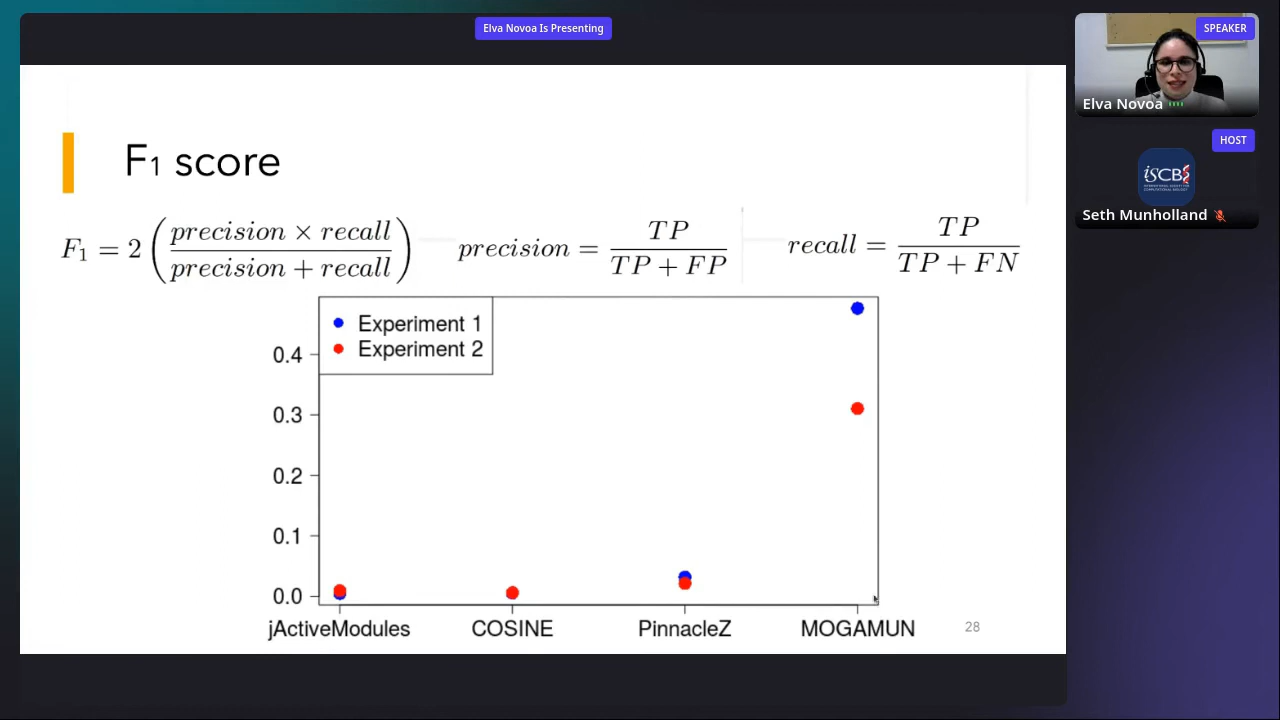 Elva Novoa Is Presenting
SPEAKER
Elva Novoa
HOST
iSCB
Seth Munholland
F1 score
F1 = 2 ( precision × recall / precision + recall )
precision = TP / TP + FP
recall = TP / TP + FN
Experiment 1
Experiment 2
0.4
0.3
0.2
0.1
0.0
jActiveModules
COSINE
PinnacleZ
MOGAMUN
28